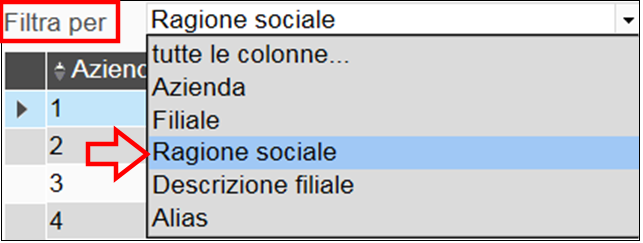 Filtra per Ragione sociale
tutte le colonne...
Azienda
Filiale
Ragione sociale
Descrizione filiale
Alias
1
2
3
4